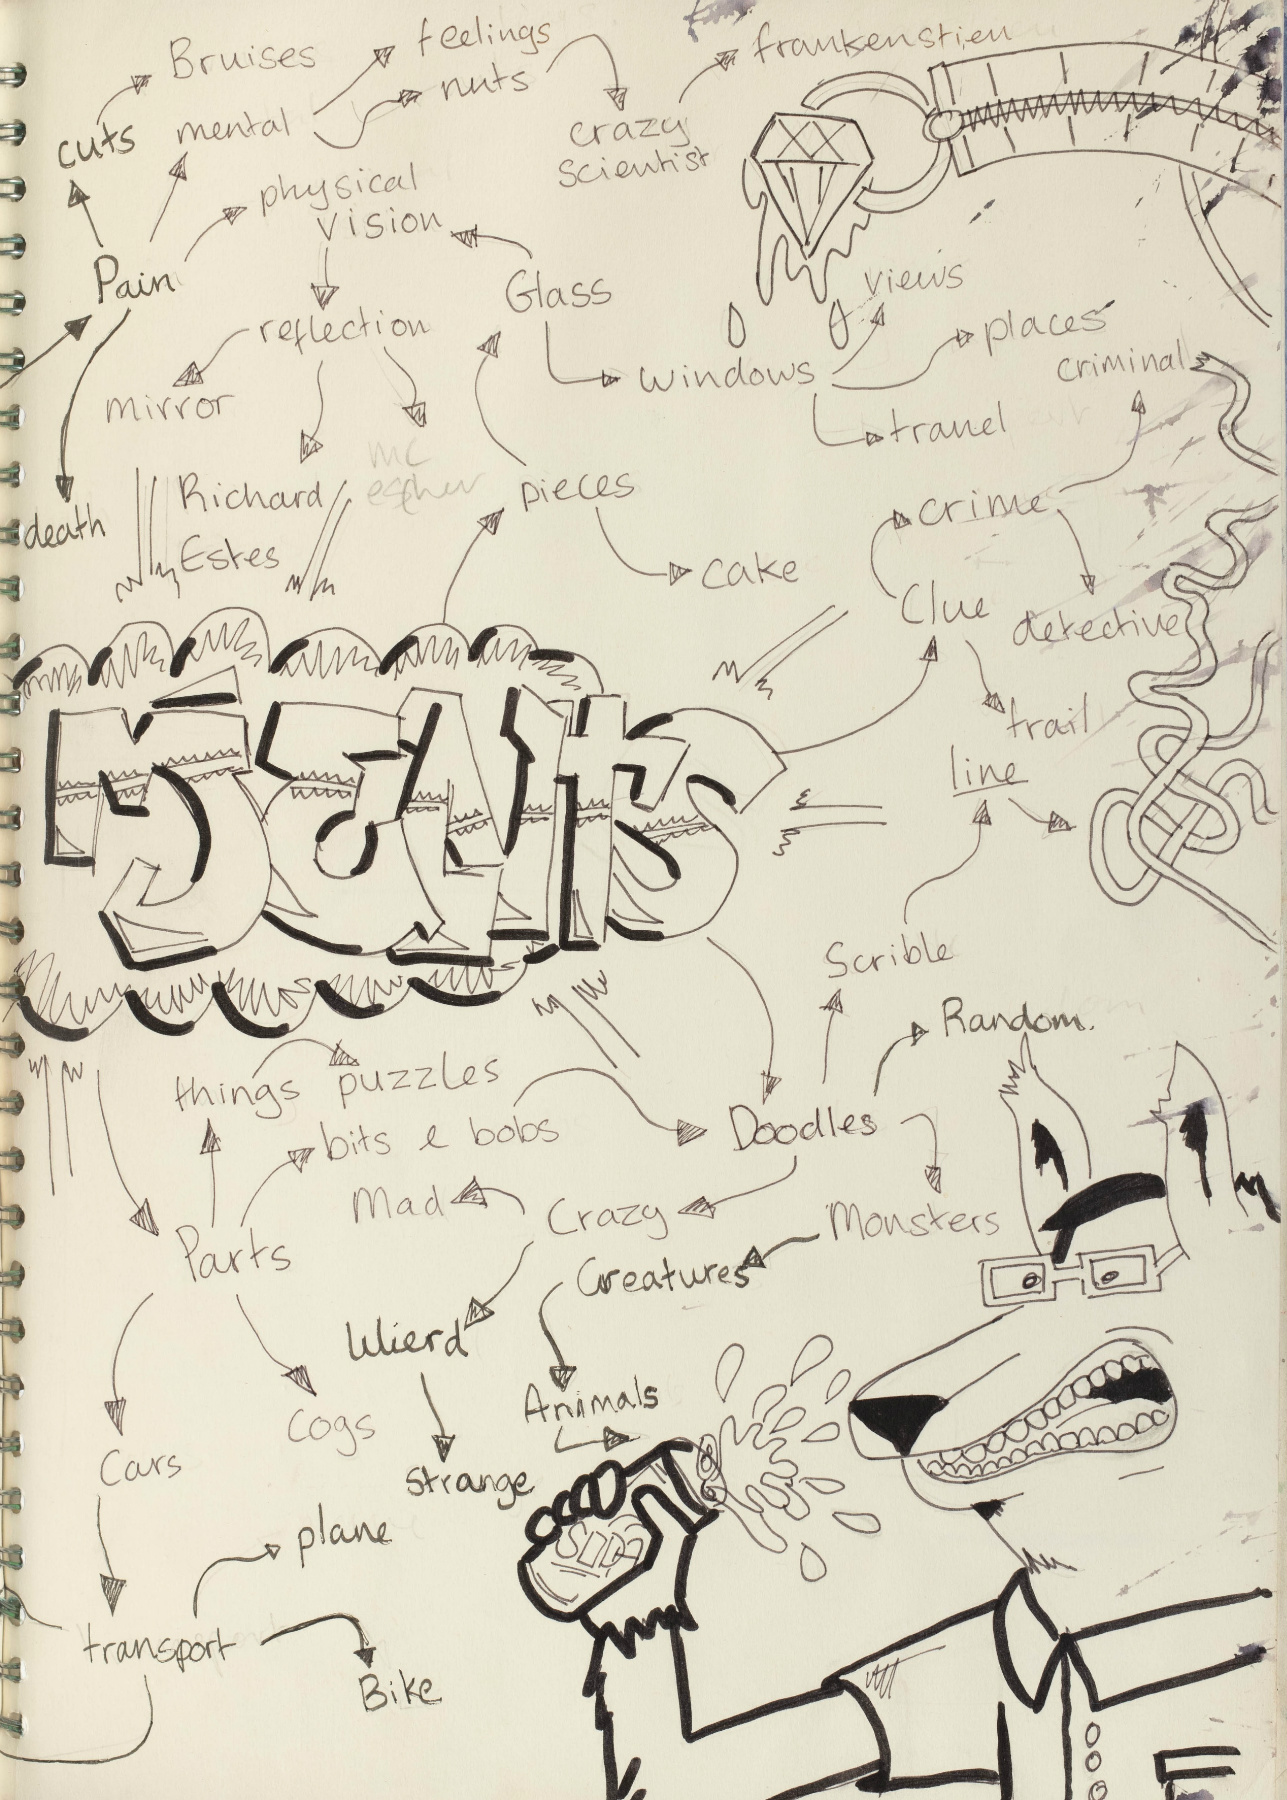 Bruises
feelings
nuts
frankenstien
cuts
mental
crazy
scientist
physical
vision
Pain
Glass
views
reflection
places
windows
criminal
mirror
travel
mc
escher
Richard
Estes
pieces
crime
death
cake
Clue
detective
trail
line
Scrible
Random.
things
puzzles
bits e bobs
Doodles
Mad
Crazy
Monsters
Parts
Creatures
Wierd
Animals
Cogs
Cars
Strange
SODA
plane
transport
Bike